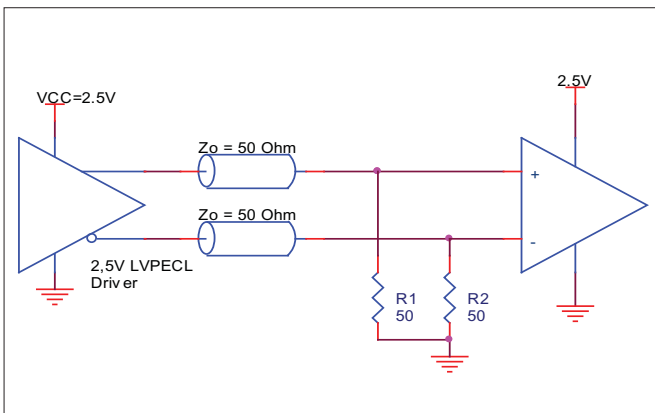 VCC=2.5V
2.5V
Zo = 50 Ohm
+
Zo = 50 Ohm
-
2,5V LVPECL
Driver
R1
50
R2
50